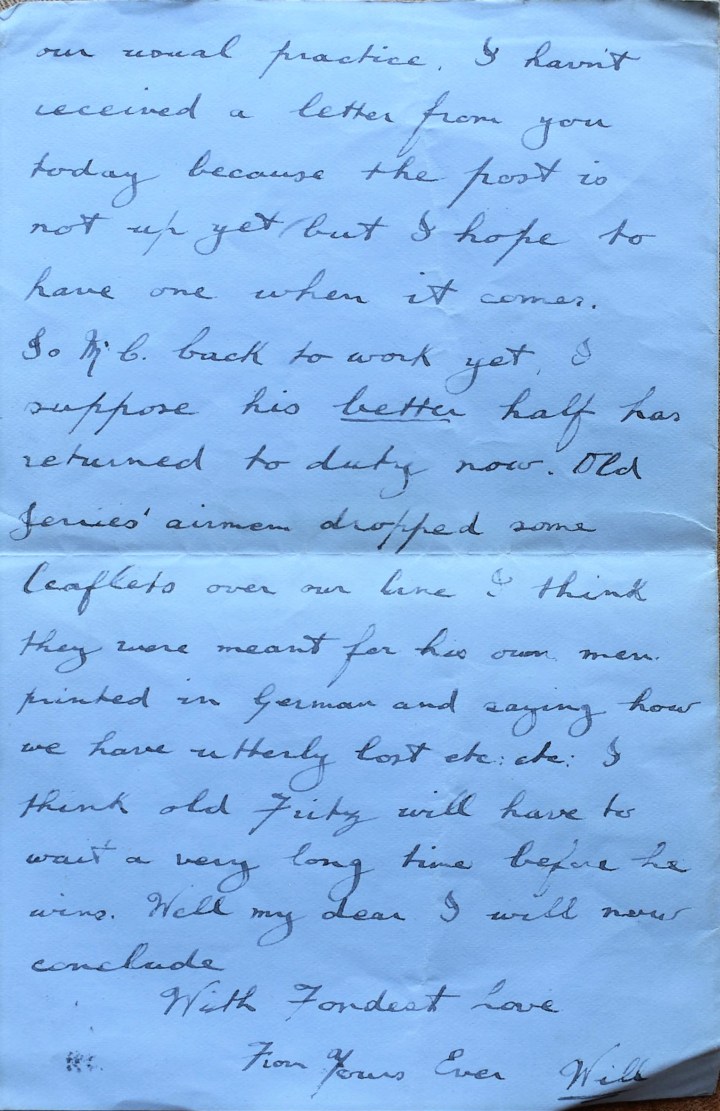 our usual practice. I havn't
received a letter from you
today because the post is
not up yet but I hope to
have one when it comes.
Is Mr C. back to work yet, I
suppose his better half has
returned to duty now. Old
Jerries' airmen dropped some
leaflets over our line I think
they were meant for his own men.
printed in German and saying how
we have utterly lost etc: etc: I
think old Fritz will have to
wait a very long time before he
wins. Well my dear I will now
conclude
With Fondest Love
From Yours Ever Will